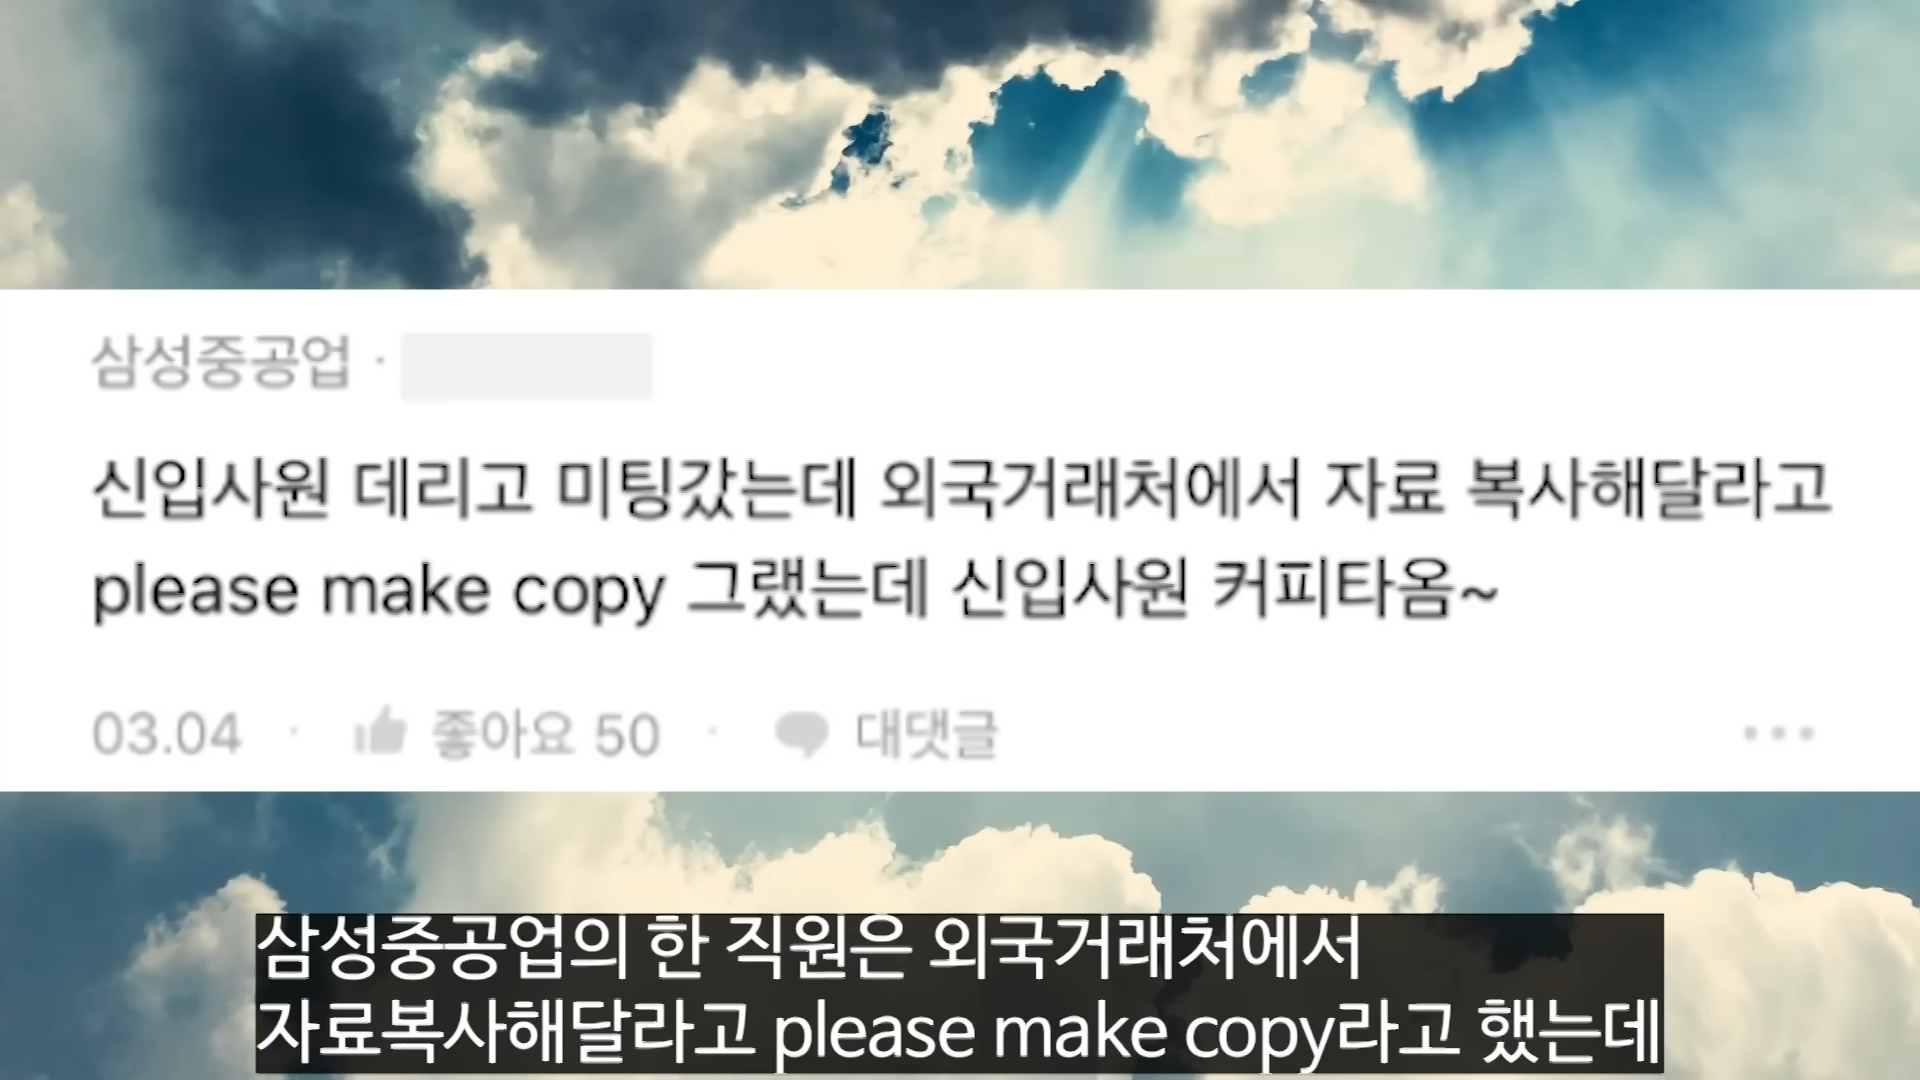 삼성중공업 ·
신입사원 데리고 미팅갔는데 외국거래처에서 자료 복사해달라고
please make copy 그랬는데 신입사원 커피타옴~
03.04 · 좋아요 50 · 대댓글
삼성중공업의 한 직원은 외국거래처에서
자료복사해달라고 please make copy라고 했는데